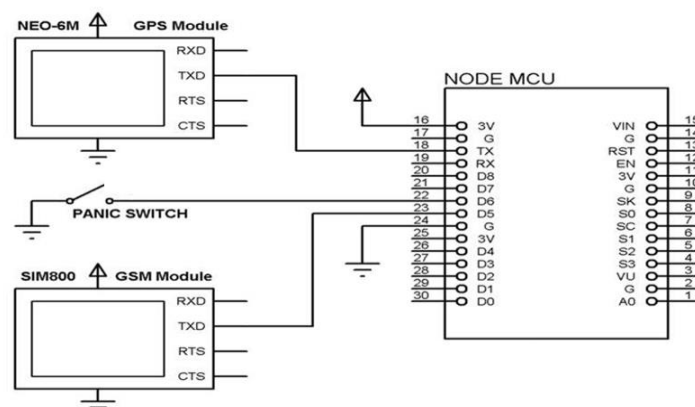 NEO-6M GPS Module
RXD
TXD
RTS
CTS
PANIC SWITCH
SIM800 GSM Module
RXD
TXD
RTS
CTS
NODE MCU
16 3V VIN 15
17 G G 14
18 TX RST 13
19 RX EN 12
20 D8 3V 11
21 D7 G 10
22 D6 SK 9
23 D5 S0 8
24 G SC 7
25 3V S1 6
26 D4 S2 5
27 D3 S3 4
28 D2 VU 3
29 D1 G 2
30 D0 A0 1